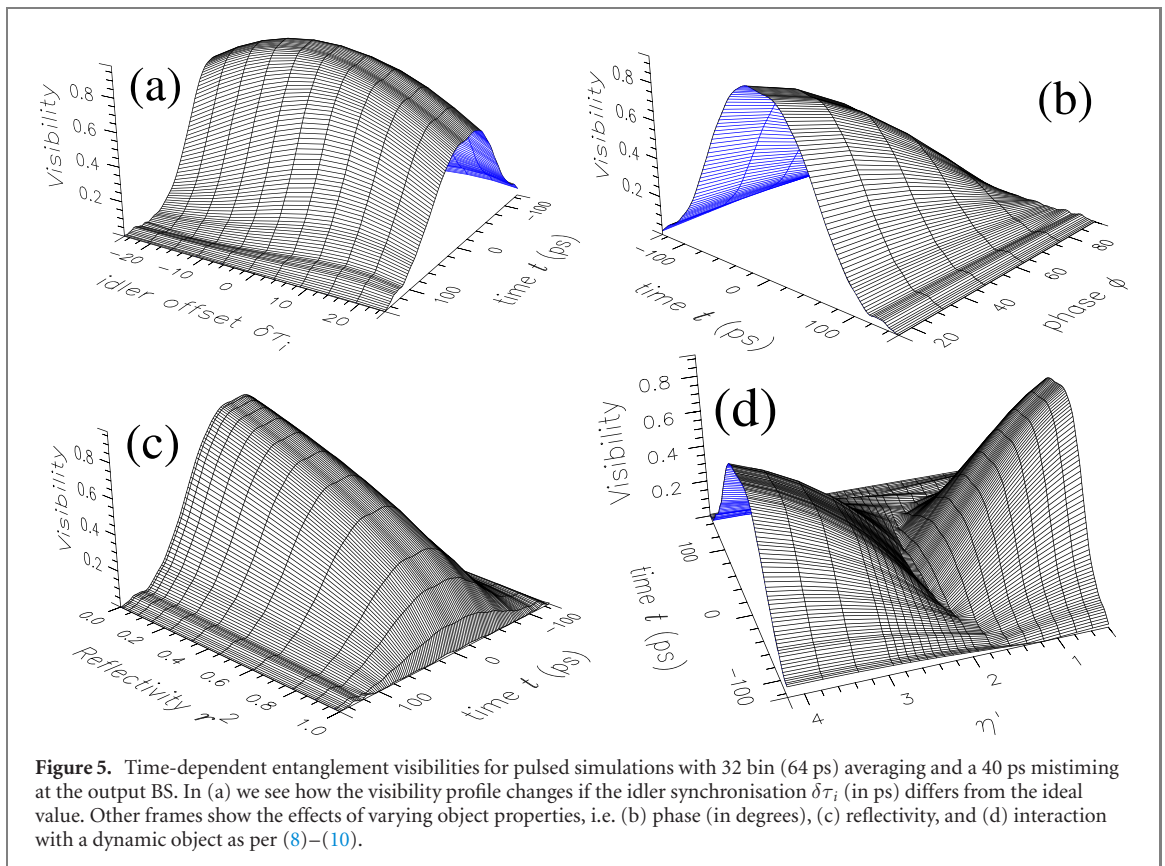 (a)
Visibility
0.8
0.6
0.4
0.2
−20
−10
0
10
20
idler offset δτi
100
0
−100
time t (ps)
(b)
Visibility
0.8
0.6
0.4
0.2
−100
0
100
time t (ps)
20
40
60
80
phase ϕ
(c)
Visibility
0.8
0.6
0.4
0.2
0.0
0.2
0.4
0.6
0.8
1.0
Reflectivity r2
100
0
−100
time t (ps)
(d)
Visibility
0.8
0.6
0.4
0.2
100
0
−100
time t (ps)
4
3
2
1
η'
Figure 5. Time-dependent entanglement visibilities for pulsed simulations with 32 bin (64 ps) averaging and a 40 ps mistiming
at the output BS. In (a) we see how the visibility profile changes if the idler synchronisation δτi (in ps) differs from the ideal
value. Other frames show the effects of varying object properties, i.e. (b) phase (in degrees), (c) reflectivity, and (d) interaction
with a dynamic object as per (8)–(10).